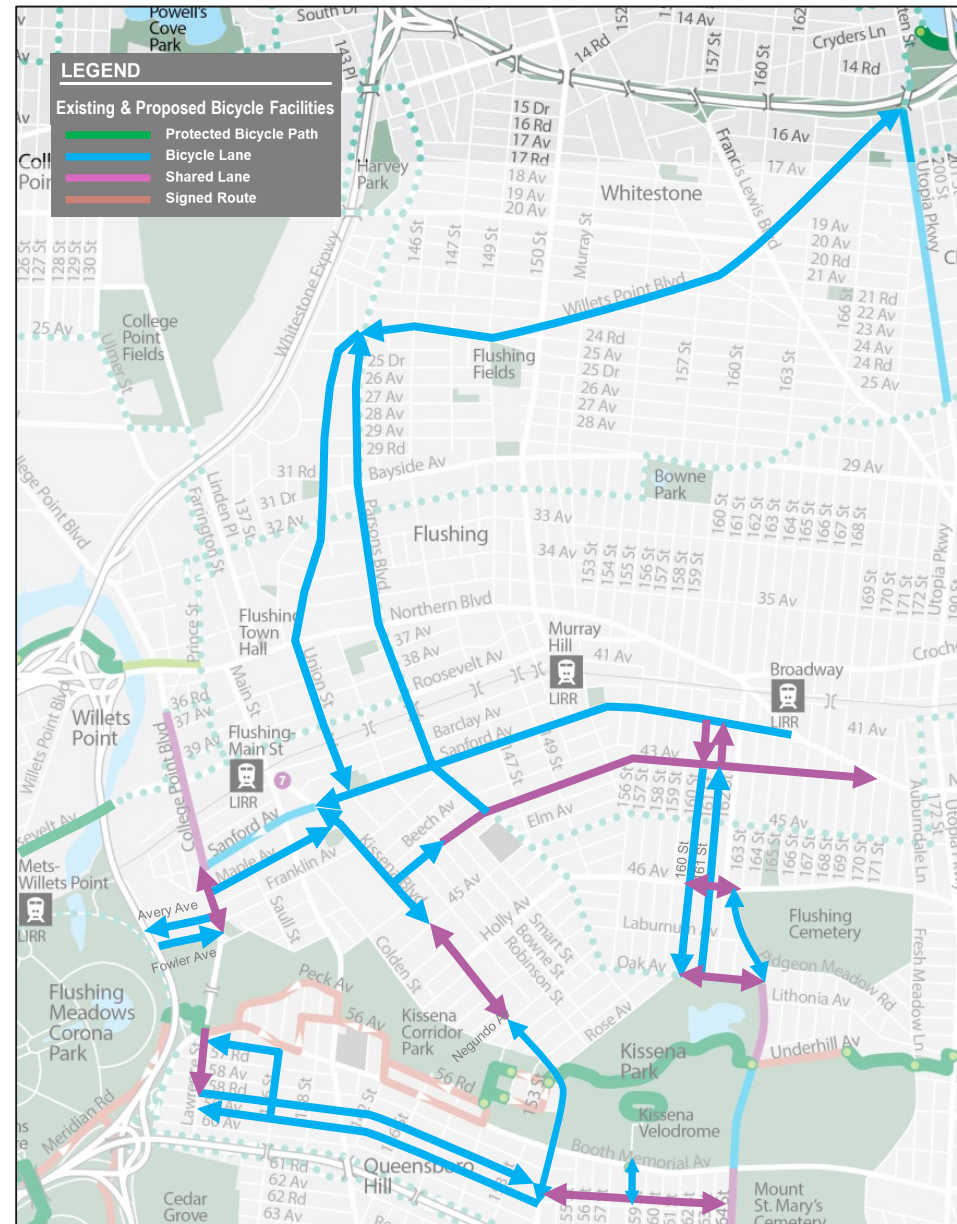 Powell's
Cove
Park
South Dr
143 Pl
14 Av
14 Rd
157 St
160 St
Cryders Ln
14 Rd
LEGEND
Existing & Proposed Bicycle Facilities
Protected Bicycle Path
Bicycle Lane
Shared Lane
Signed Route
15 Dr
16 Rd
17 Av
17 Rd
18 Av
19 Av
20 Av
16 Av
17 Av
Francis Lewis Blvd
Utopia Pkwy
200 St
Harvey
Park
Whitestone
Whitestone Expwy
146 St
147 St
149 St
150 St
Murray St
19 Av
20 Av
20 Rd
21 Av
126 St
127 St
128 St
130 St
Willets Point Blvd
166 St
21 Rd
22 Av
23 Av
24 Av
24 Rd
25 Av
25 Av
College
Point
Fields
Ulmer St
Flushing
Fields
24 Rd
25 Av
25 Dr
26 Av
27 Av
28 Av
157 St
160 St
163 St
25 Dr
26 Av
27 Av
28 Av
29 Av
29 Rd
31 Rd
Bayside Av
29 Av
Bowne
Park
31 Dr
32 Av
Linden Pl
137 St
Farrington St
Parsons Blvd
Flushing
33 Av
34 Av
153 St
154 St
155 St
156 St
157 St
158 St
159 St
160 St
161 St
162 St
163 St
164 St
165 St
166 St
167 St
168 St
35 Av
169 St
170 St
171 St
172 St
Utopia Pkwy
190 St
Flushing
Town
Hall
Northern Blvd
37 Av
38 Av
Roosevelt Av
Prince St
Main St
Union St
Murray
Hill
LIRR
41 Av
Broadway
LIRR
41 Av
Willets
Point
Willets Point Blvd
36 Rd
37 Av
39 Av
College Point Blvd
Flushing-
Main St
LIRR
7
Barclay Av
Sanford Av
147 St
149 St
43 Av
156 St
157 St
158 St
159 St
160 St
162 St
45 Av
Auburndale Ln
172 St
Sanford Av
Maple Av
Franklin Av
Kissena Blvd
Beech Av
Elm Av
45 Av
Mets-
Willets Point
LIRR
Avery Ave
Fowler Ave
Saull St
Colden St
Holly Av
Smart St
Bowne St
Robinson St
46 Av
160 St
161 St
163 St
164 St
165 St
166 St
167 St
168 St
169 St
170 St
171 St
Laburnum Av
Oak Av
Flushing
Cemetery
Fresh Meadow Ln
Lithonia Av
Flushing
Meadows
Corona
Park
Peck Av
56 Av
Kissena
Corridor
Park
Negundo Av
Rose Av
Kissena
Park
Underhill Av
57 Rd
58 Av
58 Rd
60 Av
Lawrence St
56 Rd
153 St
Kissena
Velodrome
Booth Memorial Av
Meridian Rd
61 Rd
62 Av
62 Rd
63 Av
Queensboro
Hill
Cedar
Grove
Mount
St. Mary's
Cemetery